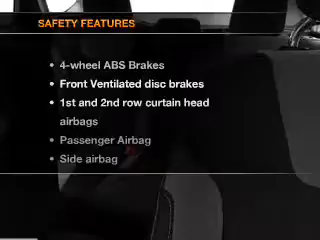 SAFETY FEATURES
• 4-wheel ABS Brakes
• Front Ventilated disc brakes
• 1st and 2nd row curtain head
airbags
• Passenger Airbag
• Side airbag